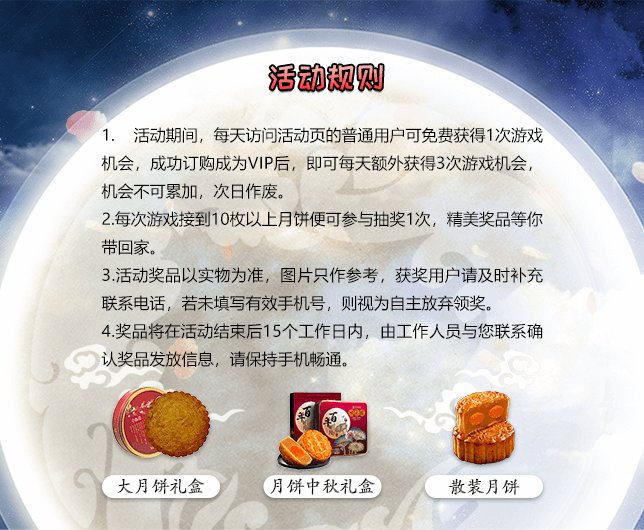 活动规则
1. 活动期间，每天访问活动页的普通用户可免费获得1次游戏
机会，成功订购成为VIP后，即可每天额外获得3次游戏机会，
机会不可累加，次日作废。
2.每次游戏接到10枚以上月饼便可参与抽奖1次，精美奖品等你
带回家。
3.活动奖品以实物为准，图片只作参考，获奖用户请及时补充
联系电话，若未填写有效手机号，则视为自主放弃领奖。
4.奖品将在活动结束后15个工作日内，由工作人员与您联系确
认奖品发放信息，请保持手机畅通。
大月饼礼盒
月饼中秋礼盒
散装月饼